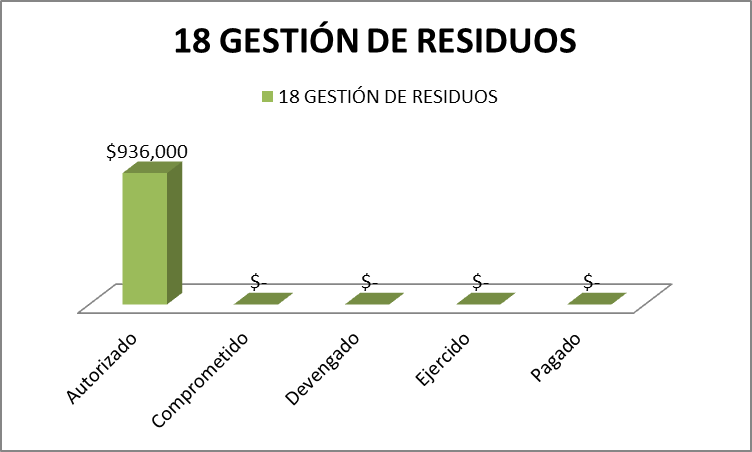 18 GESTIÓN DE RESIDUOS
18 GESTIÓN DE RESIDUOS
$936,000
$- $- $- $-
Autorizado
Comprometido
Devengado
Ejercido
Pagado